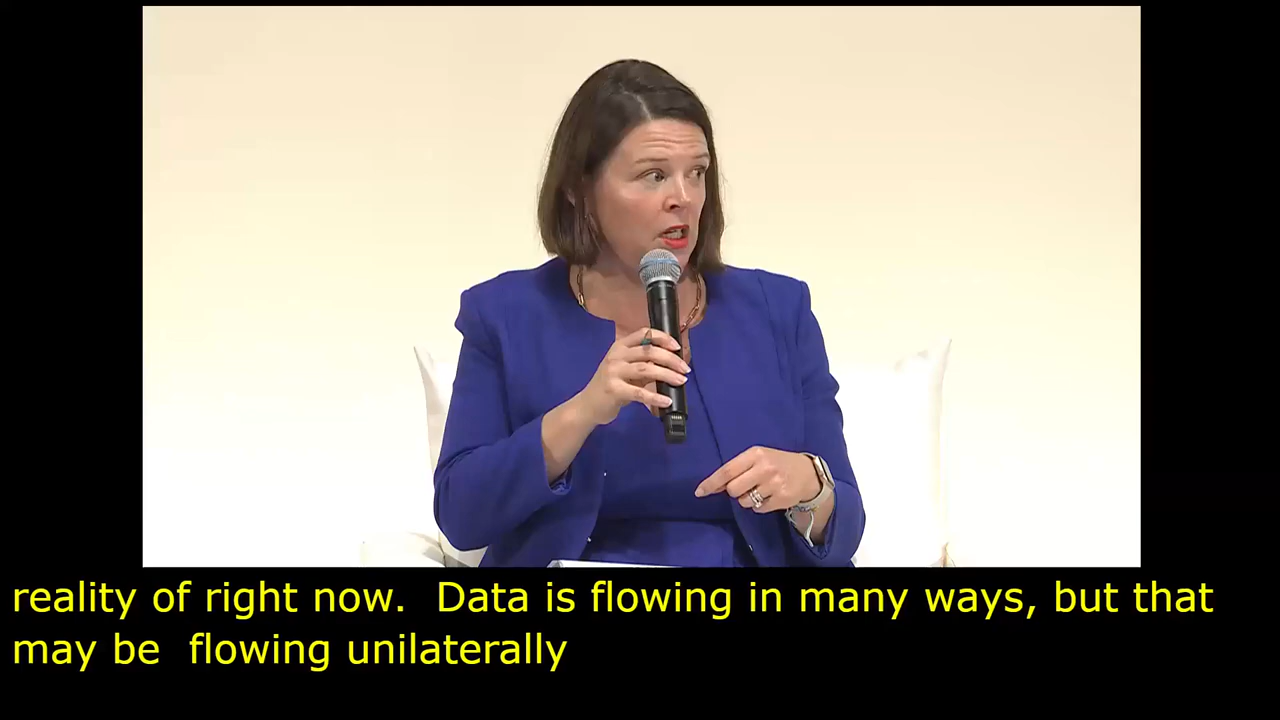 reality of right now.  Data is flowing in many ways, but that
may be  flowing unilaterally